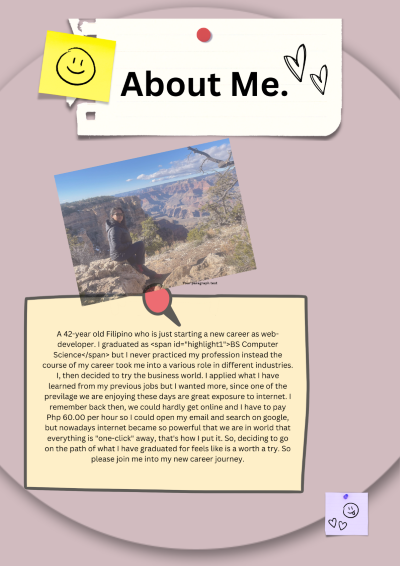 About Me.
Your paragraph text
A 42-year old Filipino who is just starting a new career as web-
developer. I graduated as <span id="highlight1">BS Computer
Science</span> but I never practiced my profession instead the
course of my career took me into a various role in different industries.
I, then decided to try the business world. I applied what I have
learned from my previous jobs but I wanted more, since one of the
previlage we are enjoying these days are great exposure to internet. I
remember back then, we could hardly get online and I have to pay
Php 60.00 per hour so I could open my email and search on google,
but nowadays internet became so powerful that we are in world that
everything is "one-click" away, that's how I put it. So, deciding to go
on the path of what I have graduated for feels like is a worth a try. So
please join me into my new career journey.